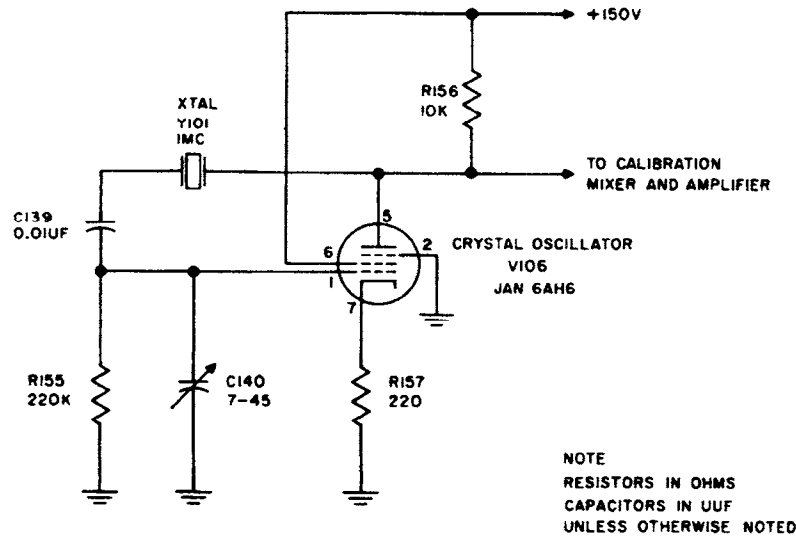 +150V
R156
10K
XTAL
Y101
1MC
TO CALIBRATION
MIXER AND AMPLIFIER
C139
0.01UF
5
2
6
1
7
CRYSTAL OSCILLATOR
V106
JAN 6AH6
R155
220K
C140
7-45
R157
220
NOTE
RESISTORS IN OHMS
CAPACITORS IN UUF
UNLESS OTHERWISE NOTED